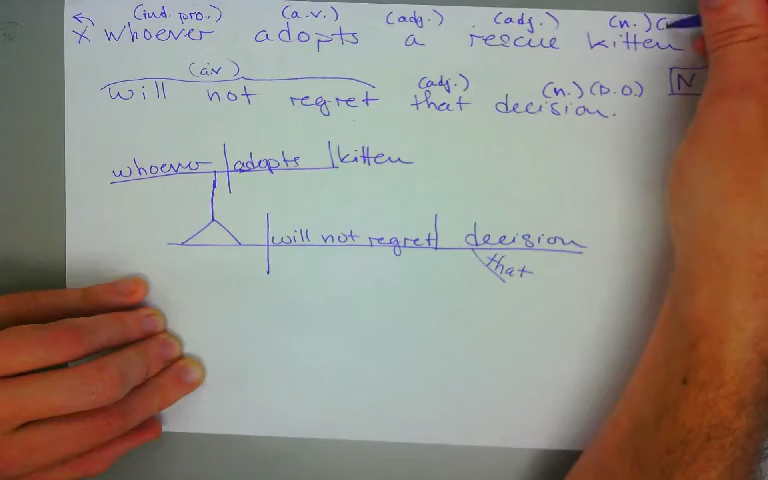 (ind. pro.) (a.v.) (adj.) (adj.) (n.) (
x whoever adopts a rescue kitten
(av) (adj.) (n.) (D.O.)
will not regret that decision. N
whoever adopts kitten
will not regret decision
that